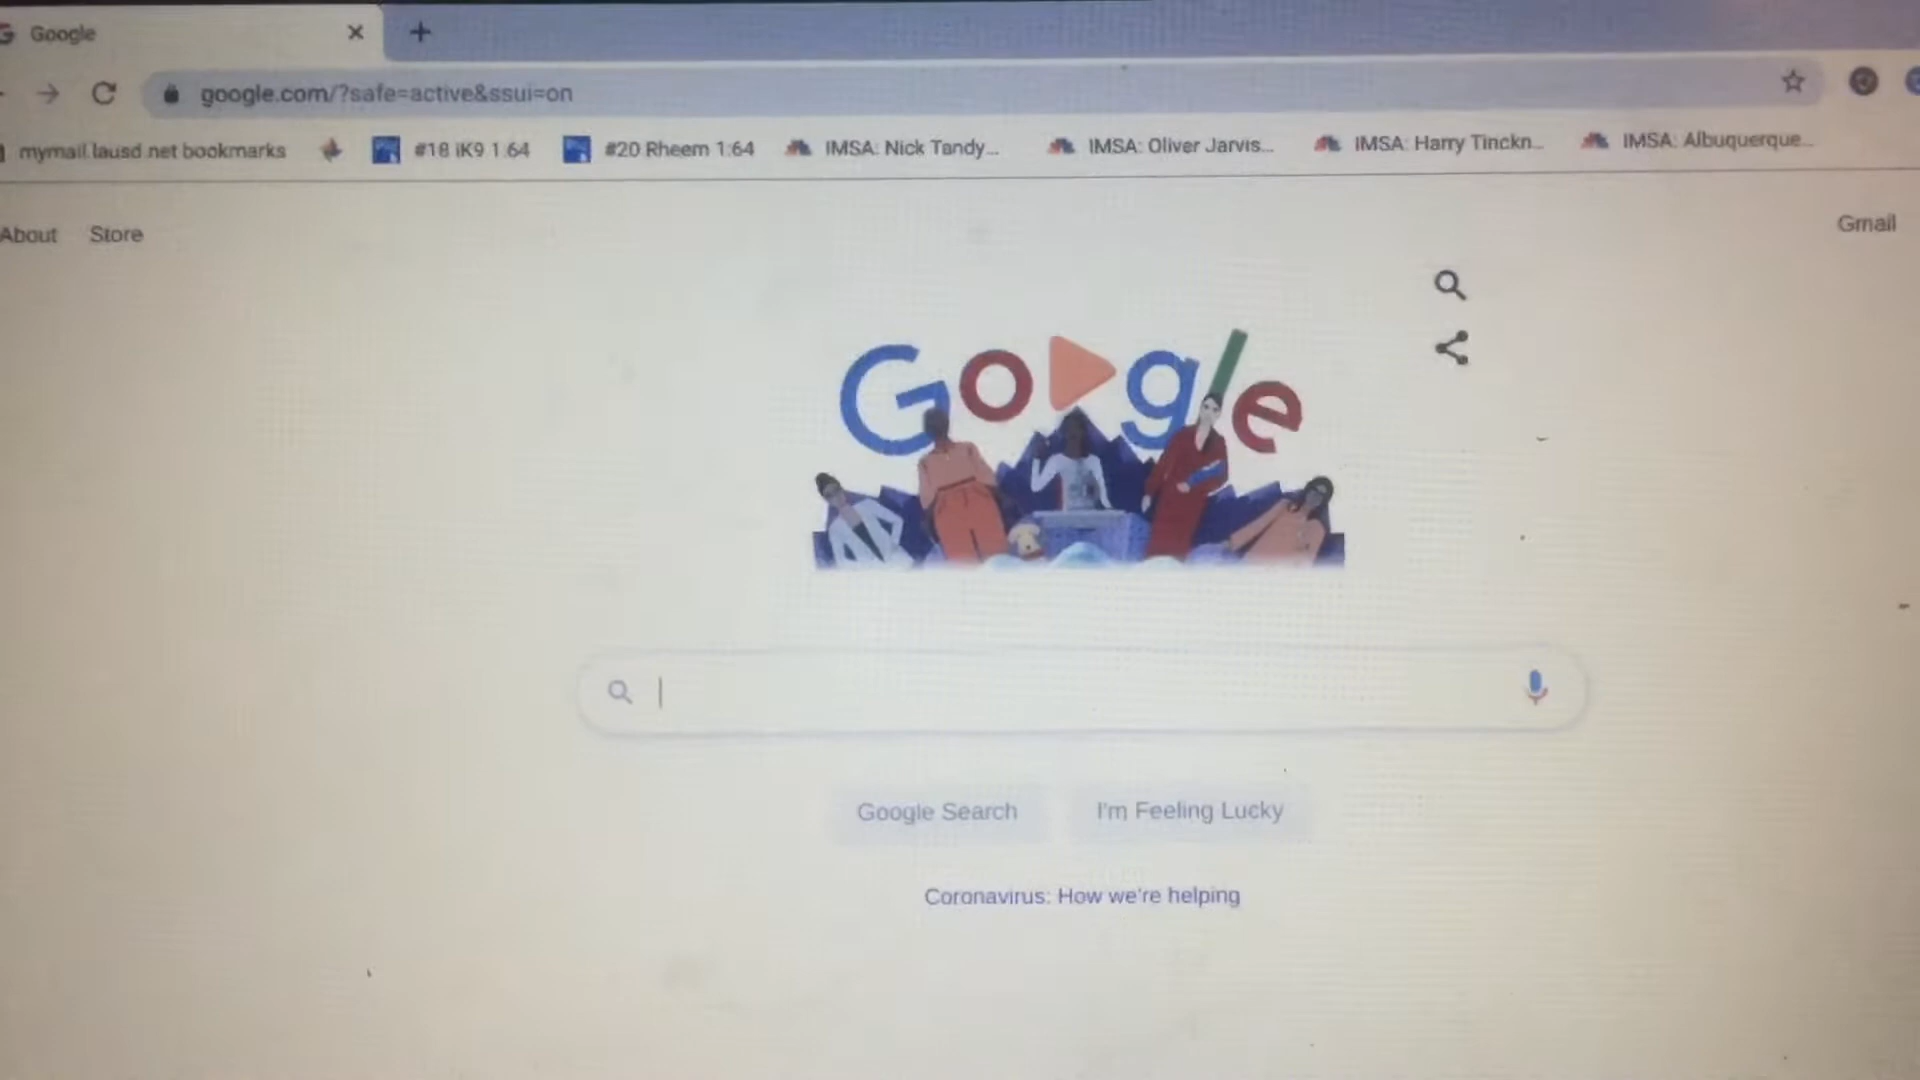 Google
google.com/?safe=active&ssui=on
mymail.lausd.net bookmarks #18 iK9 1:64 #20 Rheem 1:64 IMSA: Nick Tandy... IMSA: Oliver Jarvis... IMSA: Harry Tinckn... IMSA: Albuquerque...
About Store Gmail
Google
Google Search I'm Feeling Lucky
Coronavirus: How we're helping